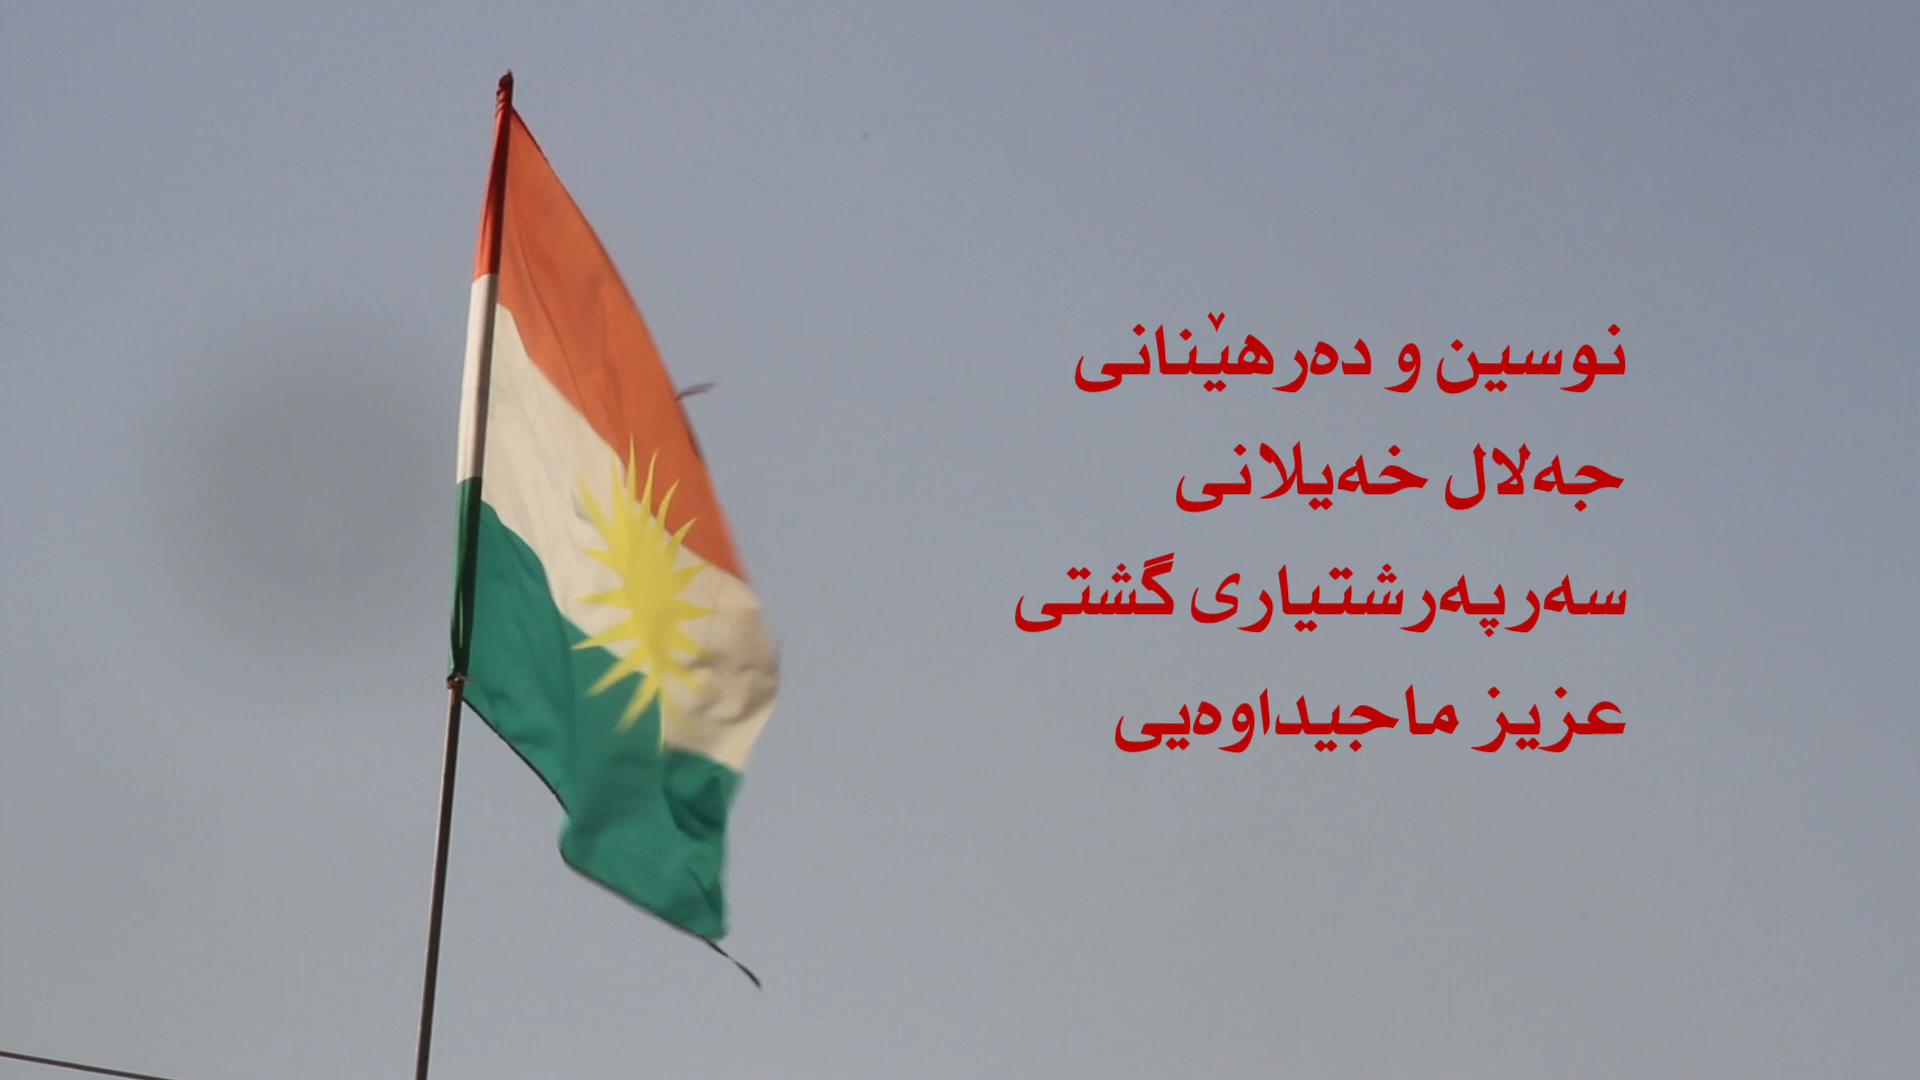 نوسین و دەرهێنانی
جەلال خەیلانی
سەرپەرشتیاری گشتی
عزیز ماجیداوەیی